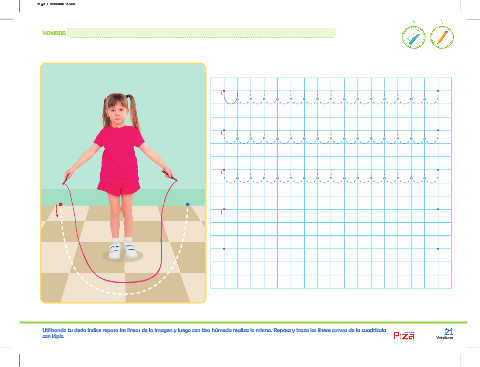 NOMBRE:
Utilizando tu dedo índice repasa las líneas de la imagen y luego con tiza húmeda realiza lo mismo. Repasa y traza las líneas curvas de la cuadrícula
con lápiz.
21